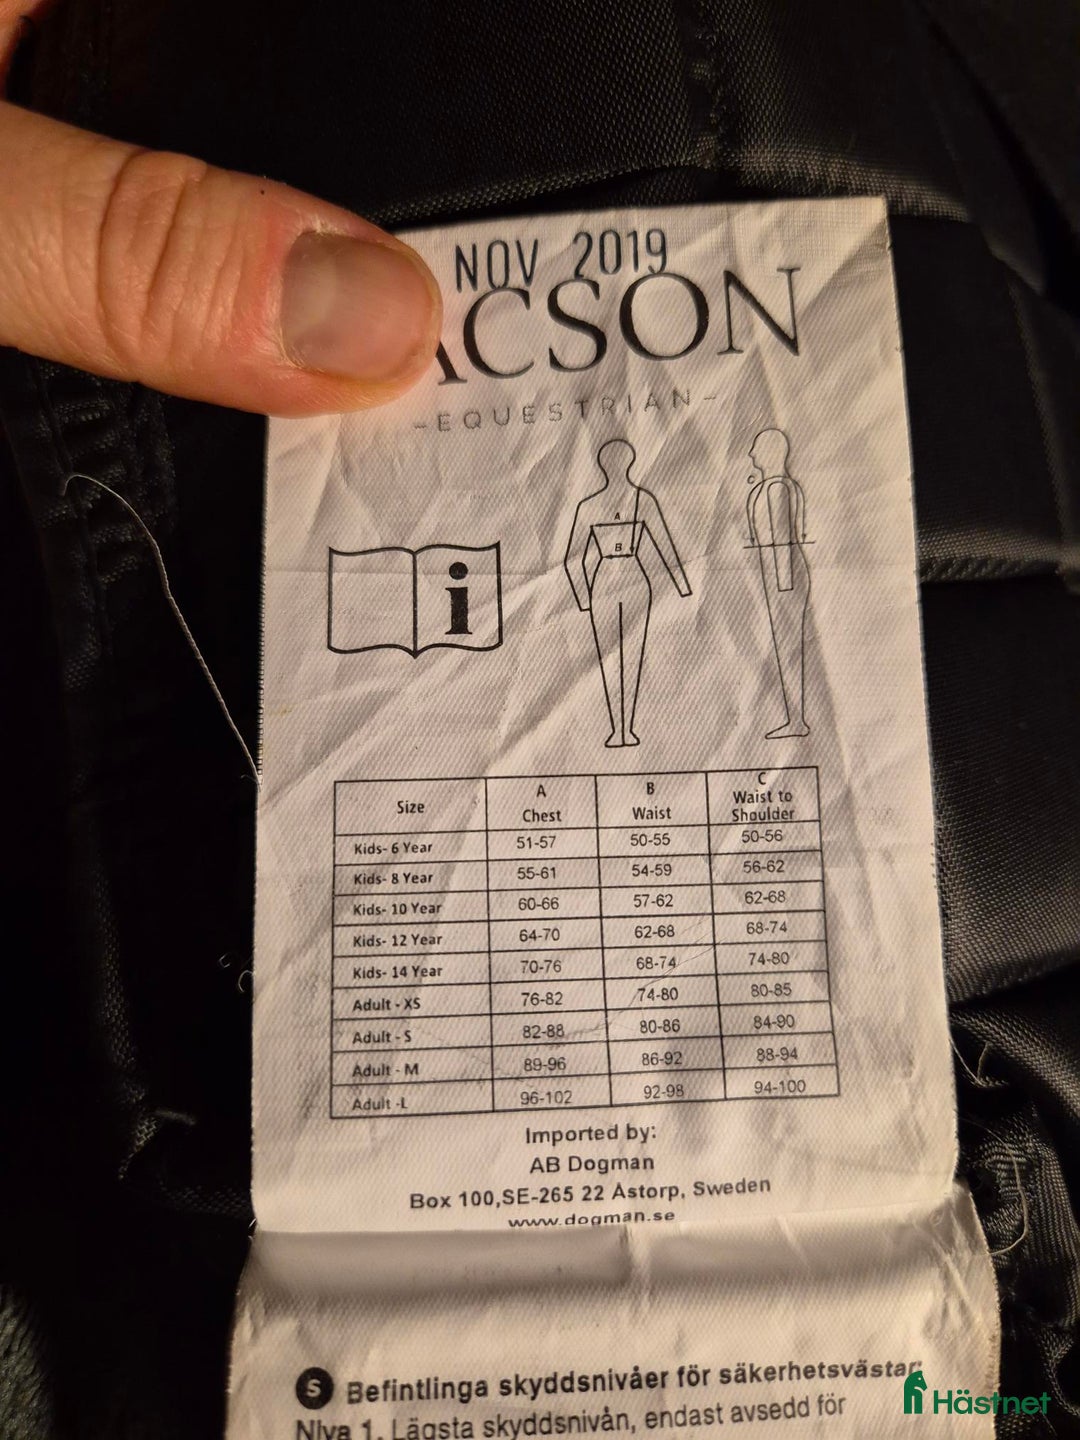 NOV 2019
ACSON
-EQUESTRIAN-
A
B
C
i
Size A Chest B Waist C Waist to Shoulder
Kids- 6 Year 51-57 50-55 50-56
Kids- 8 Year 55-61 54-59 56-62
Kids- 10 Year 60-66 57-62 62-68
Kids- 12 Year 64-70 62-68 68-74
Kids- 14 Year 70-76 68-74 74-80
Adult - XS 76-82 74-80 80-85
Adult - S 82-88 80-86 84-90
Adult - M 89-96 86-92 88-94
Adult -L 96-102 92-98 94-100
Imported by:
AB Dogman
Box 100,SE-265 22 Åstorp, Sweden
www.dogman.se
S Befintlinga skyddsnivåer för säkerhetsvästar:
Niva 1. Lägsta skyddsnivån, endast avsedd för
Hästnet